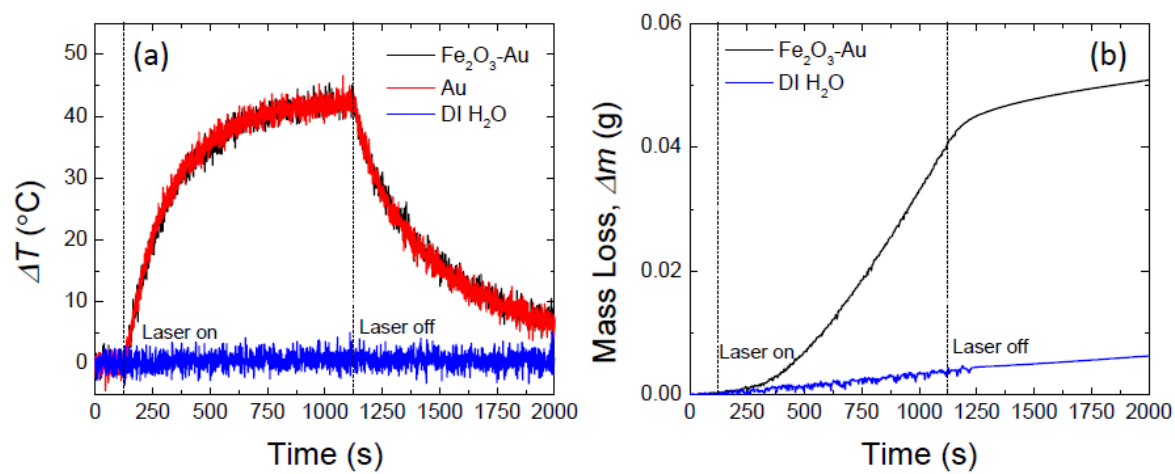 (a)
Fe₂O₃-Au
Au
DI H₂O
50
40
30
20
10
0
ΔT (°C)
Laser on
Laser off
0 250 500 750 1000 1250 1500 1750 2000
Time (s)
(b)
Fe₂O₃-Au
DI H₂O
0.06
0.04
0.02
0.00
Mass Loss, Δm (g)
Laser on
Laser off
0 250 500 750 1000 1250 1500 1750 2000
Time (s)